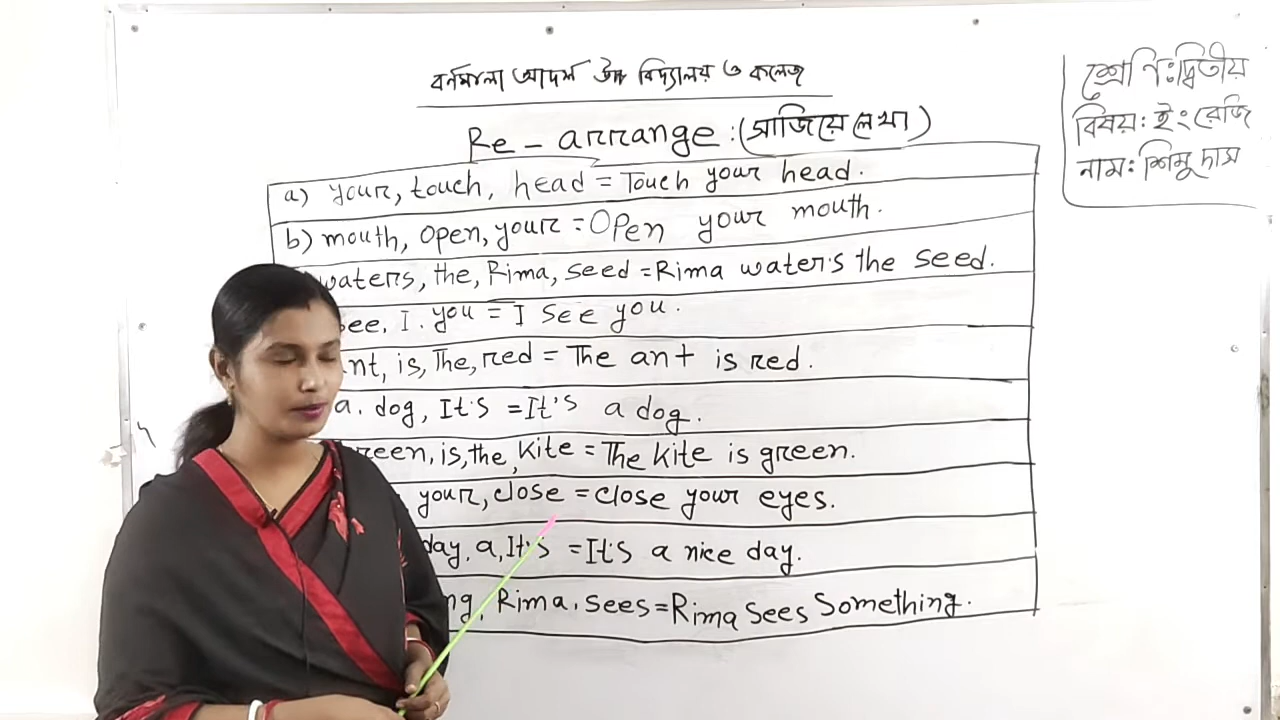 বর্ণমালা আদর্শ উচ্চ বিদ্যালয় ও কলেজ
শ্রেণি:দ্বিতীয়
বিষয়: ইংরেজি
নাম: শিমু দাস
Re-arrange:(সাজিয়ে লেখা)
a) your, touch, head = Touch your head.
b) mouth, open, your = Open your mouth.
waters, the, Rima, seed = Rima waters the seed.
see, I. you = I see you.
ant, is, The, red = The ant is red.
a. dog, It's = It's a dog.
green, is, the, kite = The kite is green.
your, close = close your eyes.
day, a, It's = It's a nice day.
Rima, sees = Rima sees something.